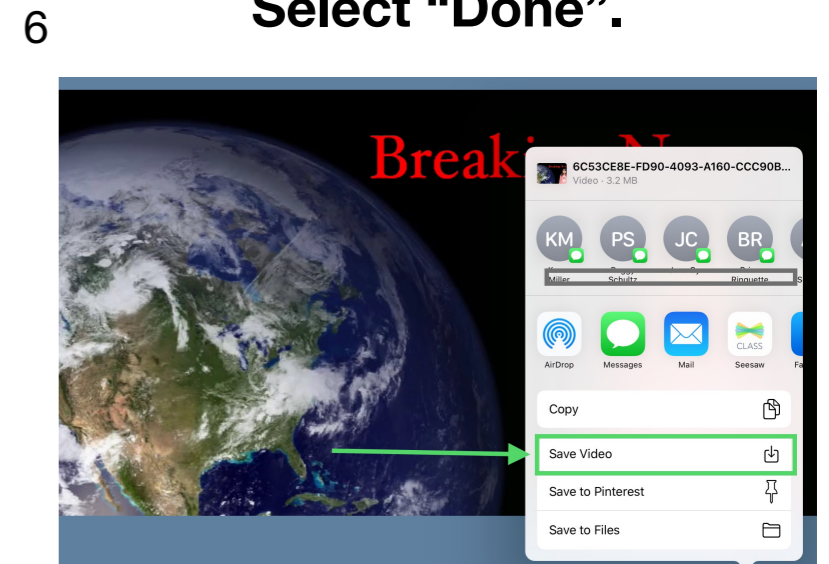 6
Select "Done".
Break
6C53CE8E-FD90-4093-A160-CCC90B...
Video · 3.2 MB
KM PS JC BR
Miller Schultz Ringuette
AirDrop Messages Mail Seesaw
CLASS
Copy
Save Video
Save to Pinterest
Save to Files